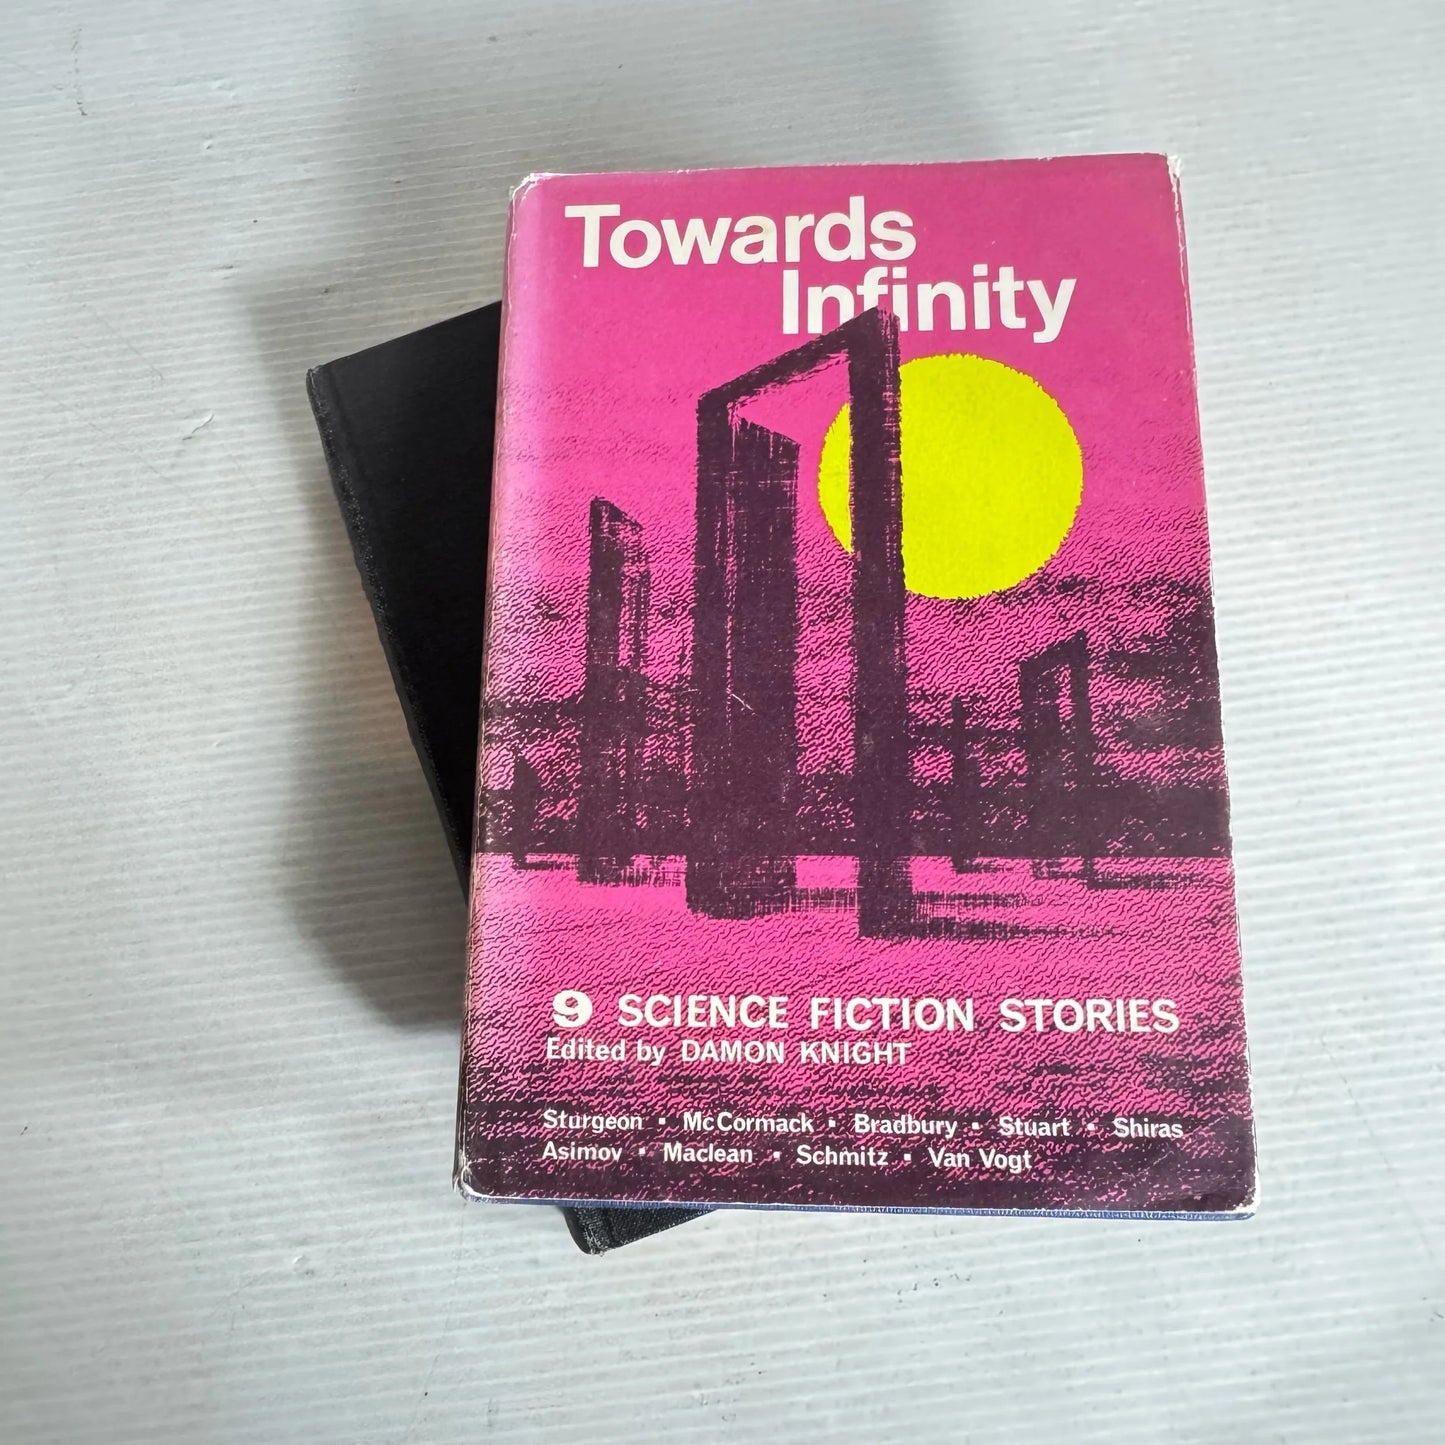 Towards
Infinity
9 SCIENCE FICTION STORIES
Edited by DAMON KNIGHT
Sturgeon ▪ McCormack ▪ Bradbury ▪ Stuart ▪ Shiras
Asimov ▪ Maclean ▪ Schmitz ▪ Van Vogt